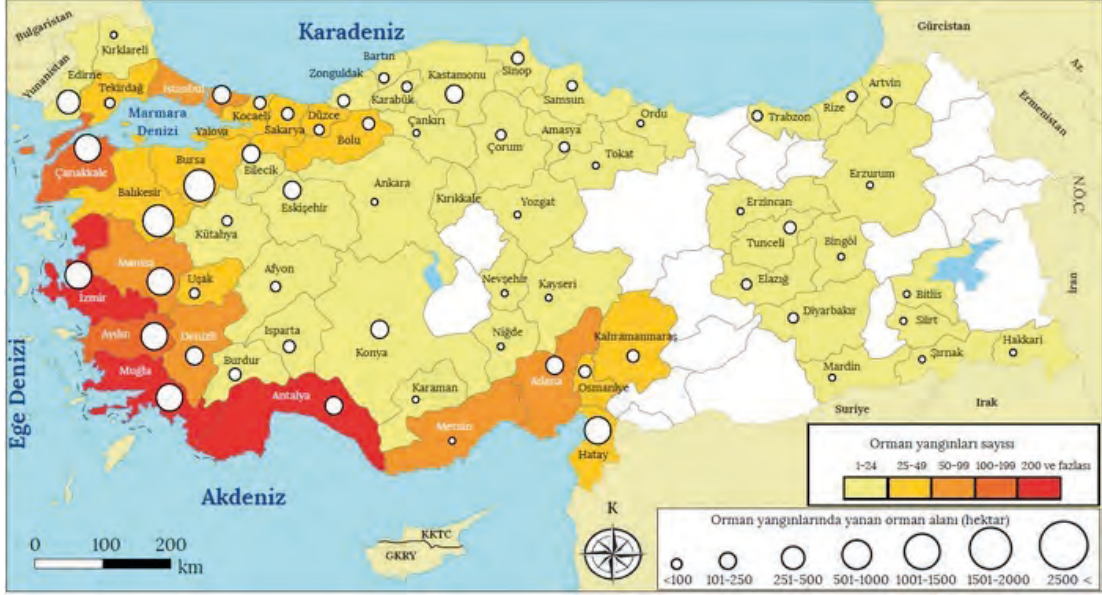 Bulgaristan
Karadeniz
Gürcistan
Kırklareli
Yunanistan
Edirne
Tekirdağ
İstanbul
Marmara
Denizi
Yalova
Kocaeli
Sakarya
Düzce
Bolu
Zonguldak
Bartın
Karabük
Kastamonu
Sinop
Samsun
Çankırı
Çorum
Amasya
Tokat
Ordu
Trabzon
Rize
Artvin
Az.
Ermenistan
N.Ö.C.
İran
Çanakkale
Bursa
Balıkesir
Bilecik
Eskişehir
Kütahya
Ankara
Kırıkkale
Yozgat
Erzincan
Erzurum
Tunceli
Bingöl
Elazığ
Diyarbakır
Bitlis
Siirt
Şırnak
Hakkari
Mardin
Manisa
Uşak
Afyon
İzmir
Aydın
Denizli
Isparta
Burdur
Muğla
Antalya
Konya
Nevşehir
Kayseri
Niğde
Karaman
Mersin
Adana
Kahramanmaraş
Osmaniye
Hatay
Ege Denizi
Akdeniz
Suriye
Irak
KKTC
GKRY
K
0 100 200
km
Orman yangınları sayısı
1-24 25-49 50-99 100-199 200 ve fazlası
Orman yangınlarında yanan orman alanı (hektar)
<100 101-250 251-500 501-1000 1001-1500 1501-2000 2500 <